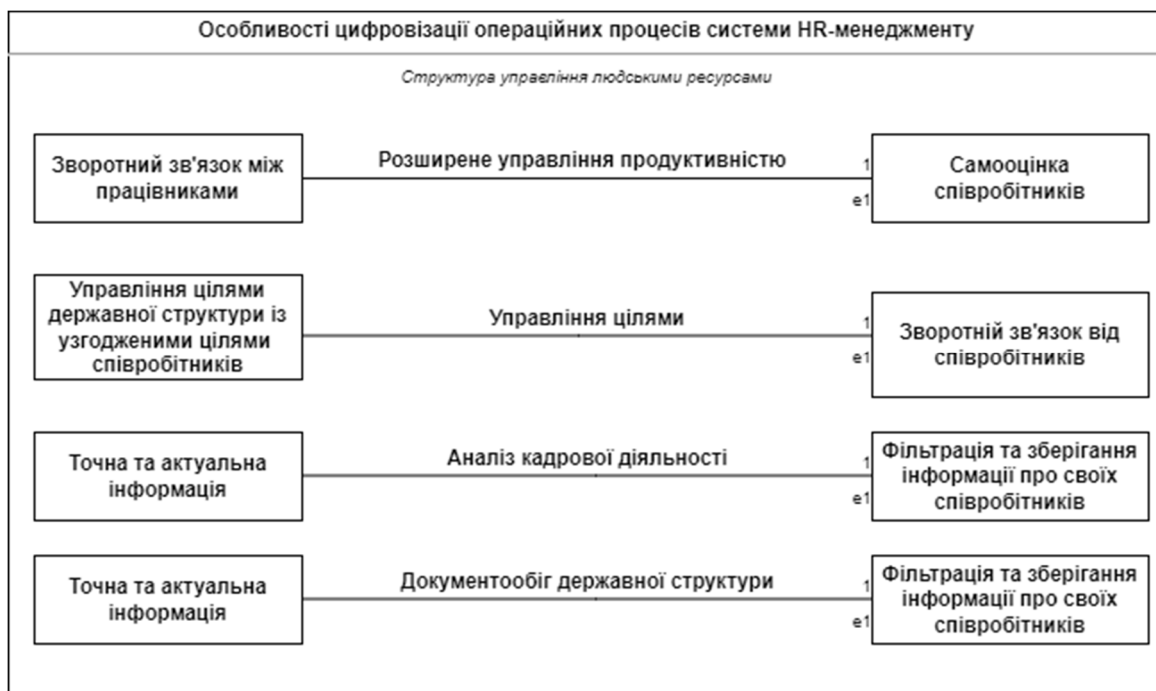 Особливості цифровізації операційних процесів системи HR-менеджменту
Структура управління людськими ресурсами
Зворотний зв'язок між
працівниками
Розширене управління продуктивністю
1
e1
Самооцінка
співробітників
Управління цілями
державної структури із
узгодженими цілями
співробітників
Управління цілями
1
e1
Зворотній зв'язок від
співробітників
Точна та актуальна
інформація
Аналіз кадрової діяльності
1
e1
Фільтрація та зберігання
інформації про своїх
співробітників
Точна та актуальна
інформація
Документообіг державної структури
1
e1
Фільтрація та зберігання
інформації про своїх
співробітників